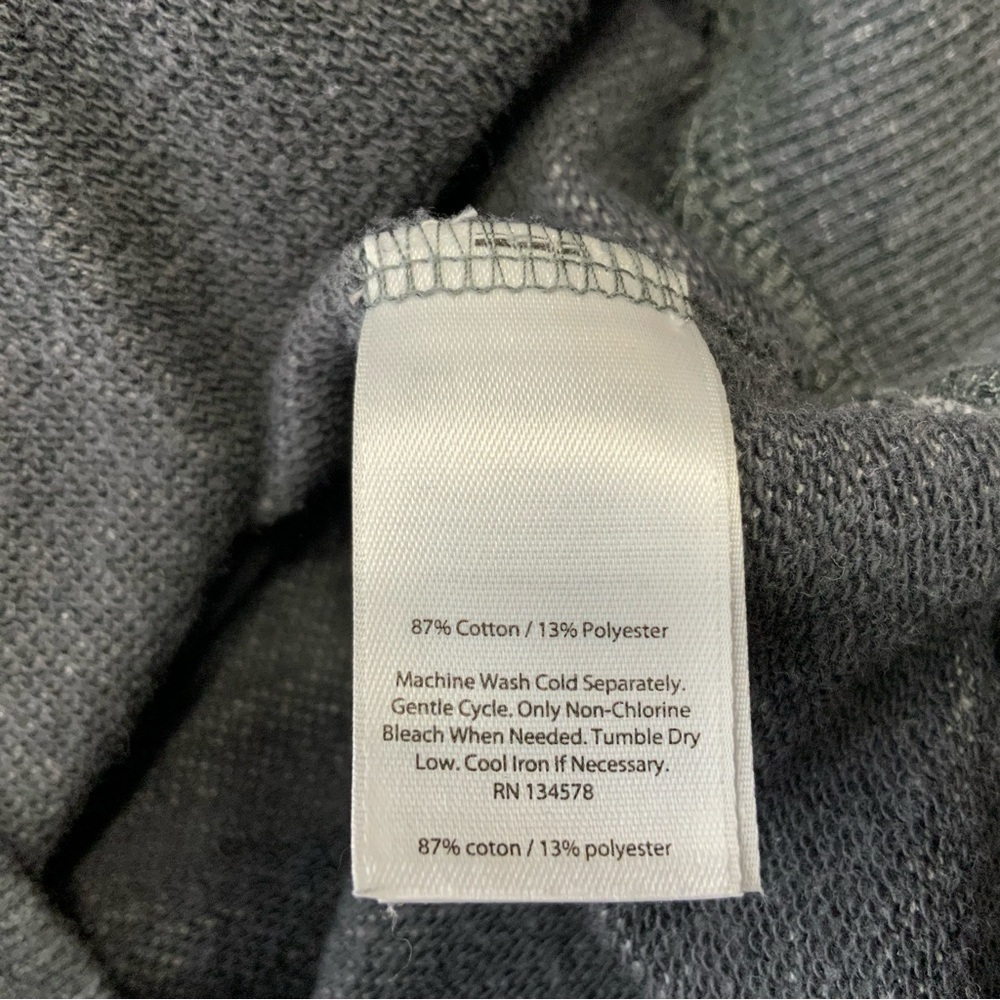 87% Cotton / 13% Polyester
Machine Wash Cold Separately.
Gentle Cycle. Only Non-Chlorine
Bleach When Needed. Tumble Dry
Low. Cool Iron If Necessary.
RN 134578
87% coton / 13% polyester